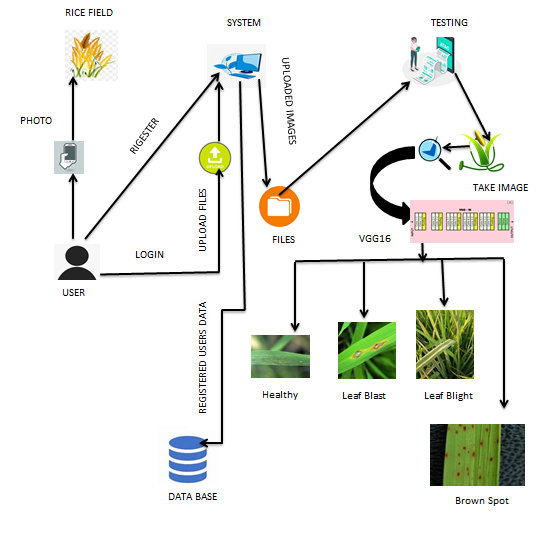 RICE FIELD
SYSTEM
TESTING
PHOTO
RIGESTER
UPLOADED IMAGES
UPLOAD FILES
TAKE IMAGE
LOGIN
FILES
VGG16
USER
REGISTERED USERS DATA
Healthy
Leaf Blast
Leaf Blight
DATA BASE
Brown Spot